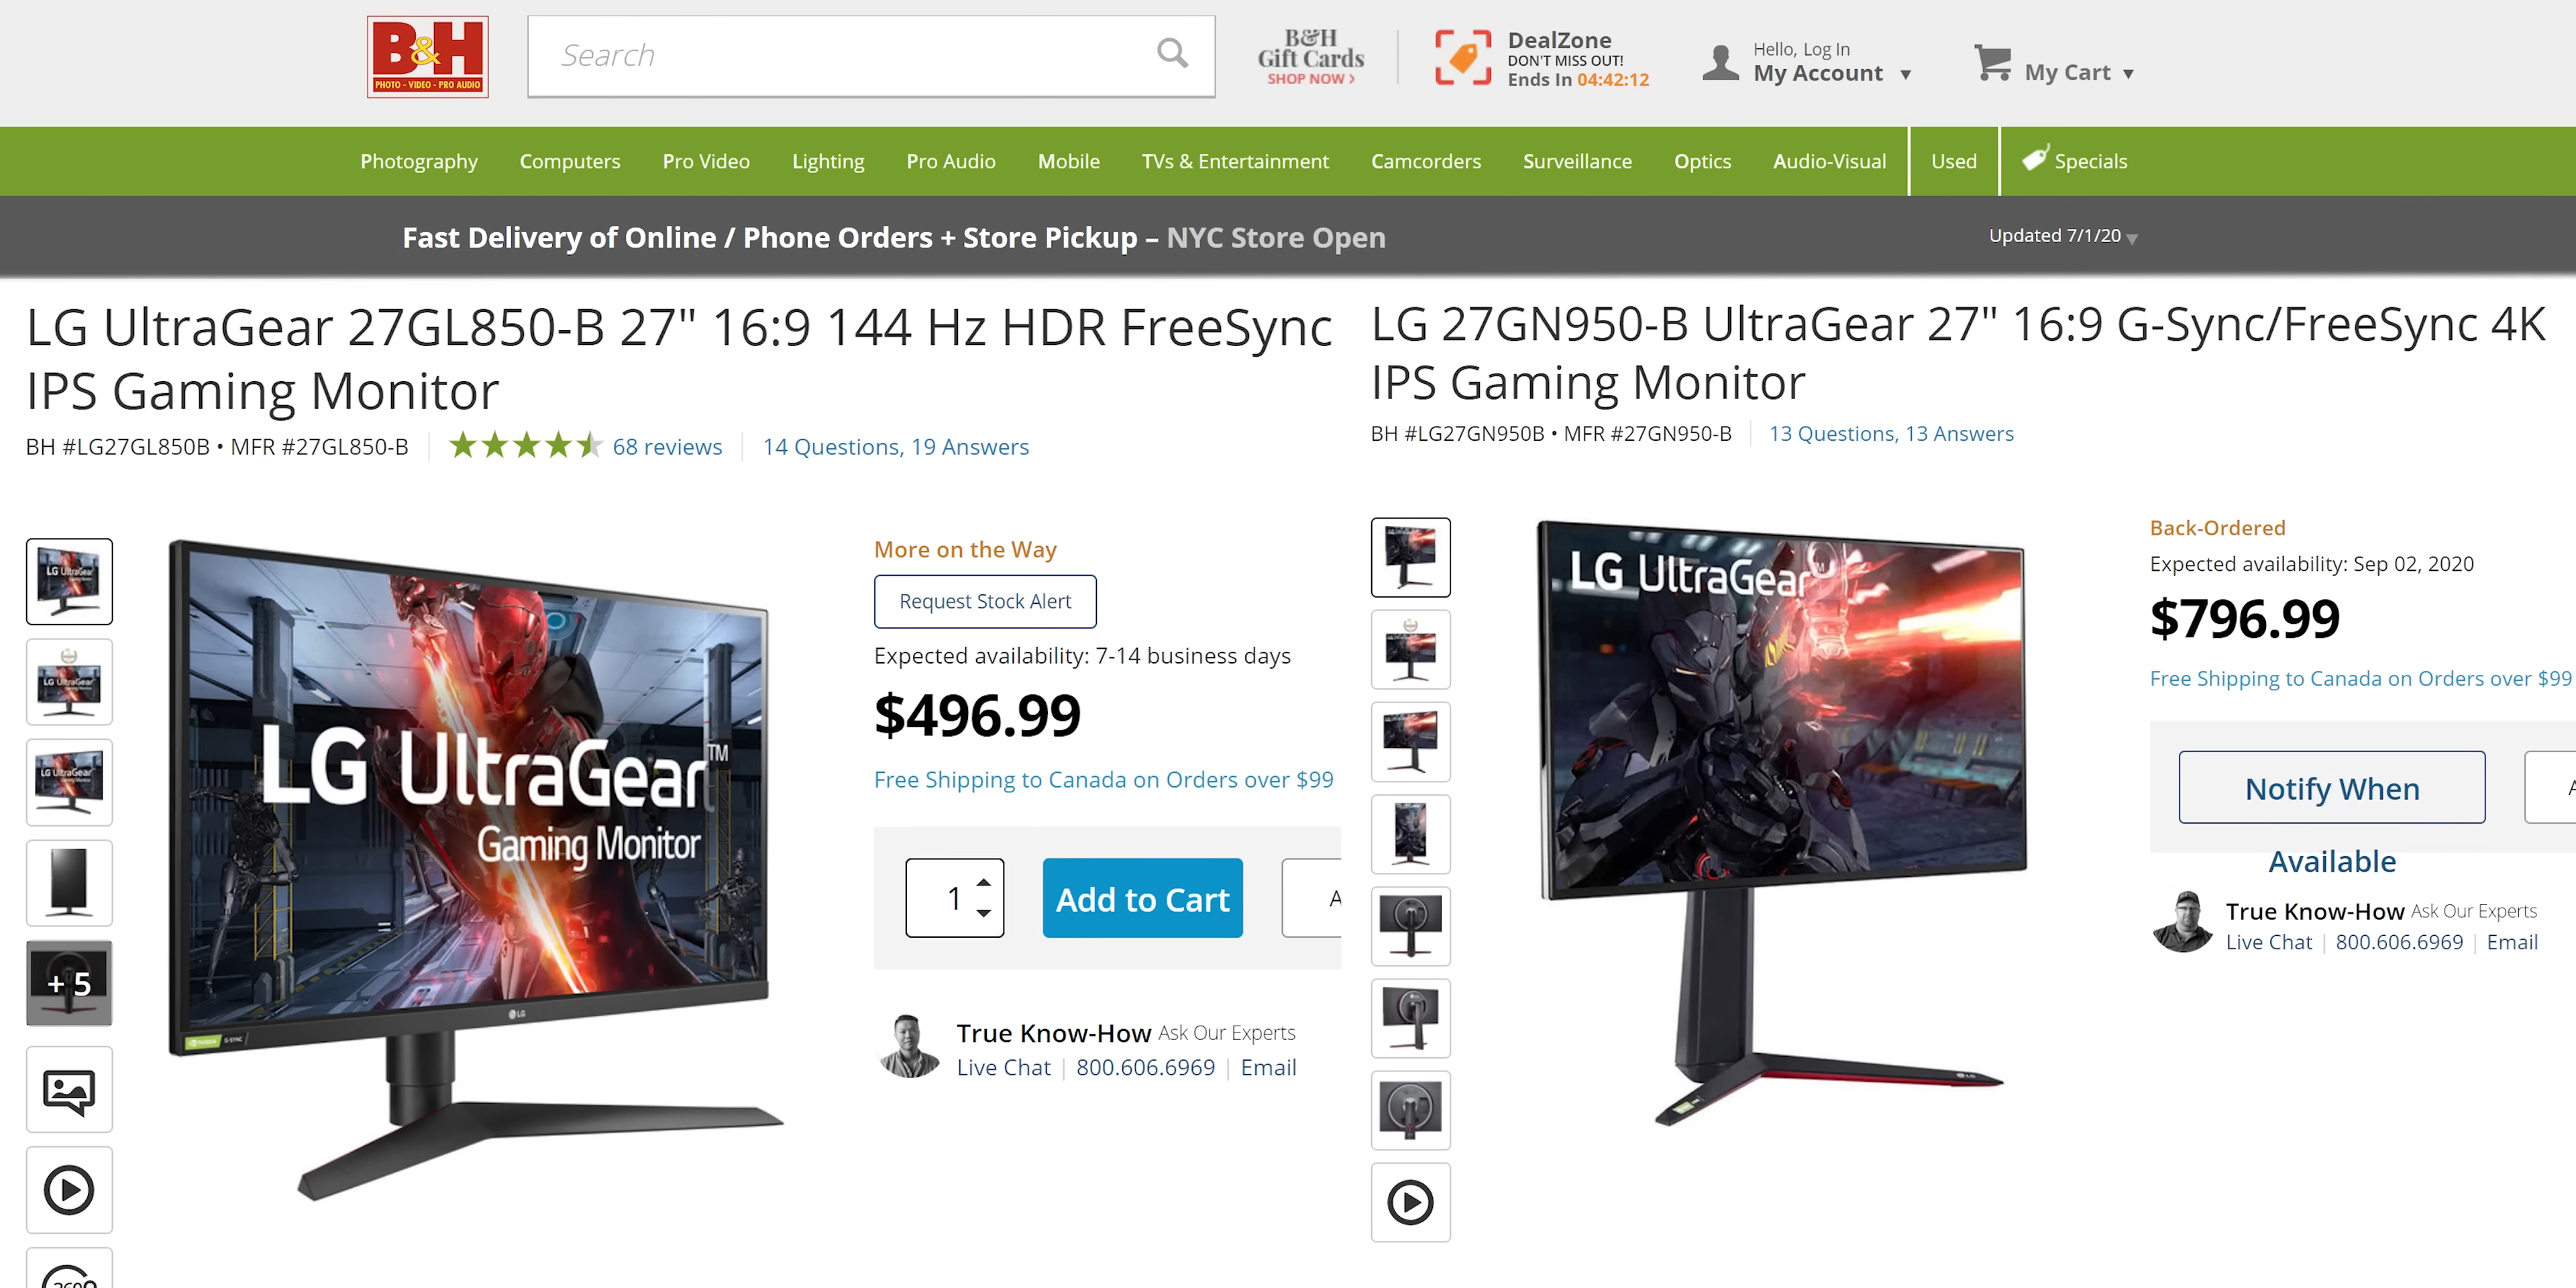 B&H
PHOTO - VIDEO - PRO AUDIO
Search
B&H
Gift Cards
SHOP NOW >
DealZone
DON'T MISS OUT!
Ends In 04:42:12
Hello, Log In
My Account
My Cart
Photography Computers Pro Video Lighting Pro Audio Mobile TVs & Entertainment Camcorders Surveillance Optics Audio-Visual Used Specials
Fast Delivery of Online / Phone Orders + Store Pickup – NYC Store Open
Updated 7/1/20
LG UltraGear 27GL850-B 27" 16:9 144 Hz HDR FreeSync
IPS Gaming Monitor
BH #LG27GL850B • MFR #27GL850-B
68 reviews
14 Questions, 19 Answers
LG UltraGear
LG UltraGear
LG UltraGear
+ 5
LG UltraGear™
Gaming Monitor
LG
NVIDIA G-SYNC
More on the Way
Request Stock Alert
Expected availability: 7-14 business days
$496.99
Free Shipping to Canada on Orders over $99
1
Add to Cart
A
True Know-How Ask Our Experts
Live Chat | 800.606.6969 | Email
LG 27GN950-B UltraGear 27" 16:9 G-Sync/FreeSync 4K
IPS Gaming Monitor
BH #LG27GN950B • MFR #27GN950-B
13 Questions, 13 Answers
LG UltraGear™
LG
Back-Ordered
Expected availability: Sep 02, 2020
$796.99
Free Shipping to Canada on Orders over $99
Notify When
Available
A
True Know-How Ask Our Experts
Live Chat | 800.606.6969 | Email